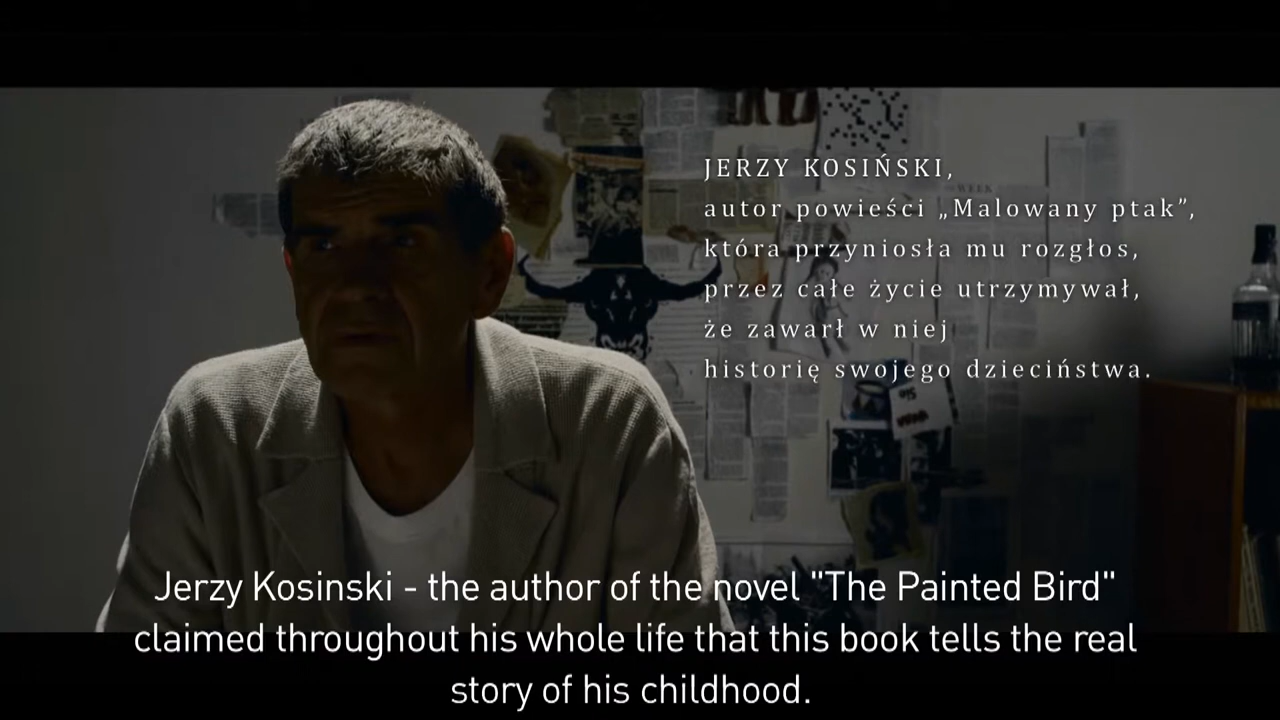 JERZY KOSIŃSKI,
autor powieści „Malowany ptak”,
która przyniosła mu rozgłos,
przez całe życie utrzymywał,
że zawarł w niej
historię swojego dzieciństwa.
Jerzy Kosinski - the author of the novel "The Painted Bird"
claimed throughout his whole life that this book tells the real
story of his childhood.